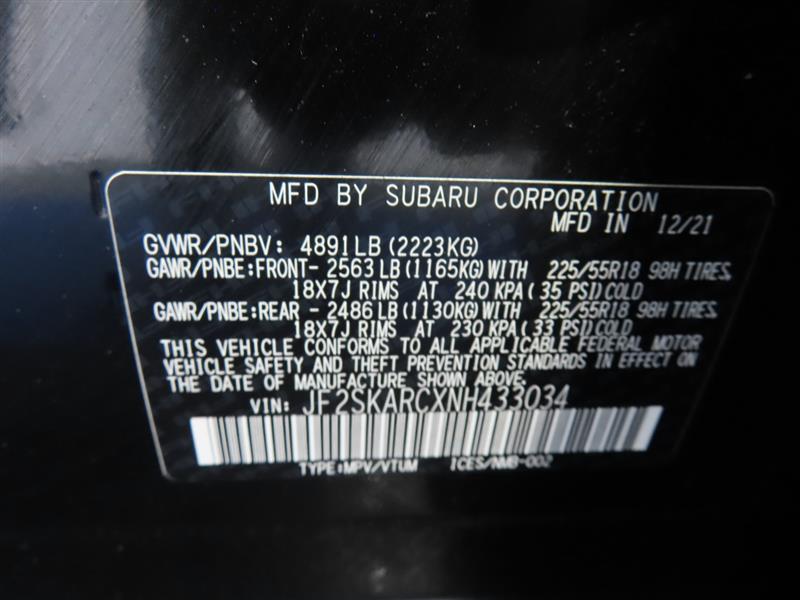 MFD BY SUBARU CORPORATION
MFD IN 12/21
GVWR/PNBV: 4891LB (2223KG)
GAWR/PNBE:FRONT- 2563LB (1165KG) WITH 225/55R18 98H TIRES,
18X7J RIMS AT 240 KPA (35 PSI) COLD
GAWR/PNBE:REAR - 2486LB (1130KG) WITH 225/55R18 98H TIRES,
18X7J RIMS AT 230 KPA (33 PSI) COLD
THIS VEHICLE CONFORMS TO ALL APPLICABLE FEDERAL MOTOR
VEHICLE SAFETY AND THEFT PREVENTION STANDARDS IN EFFECT ON
THE DATE OF MANUFACTURE SHOWN ABOVE.
VIN: JF2SKARCXNH433034
TYPE:MPV/VTUM ICES/NMB-002